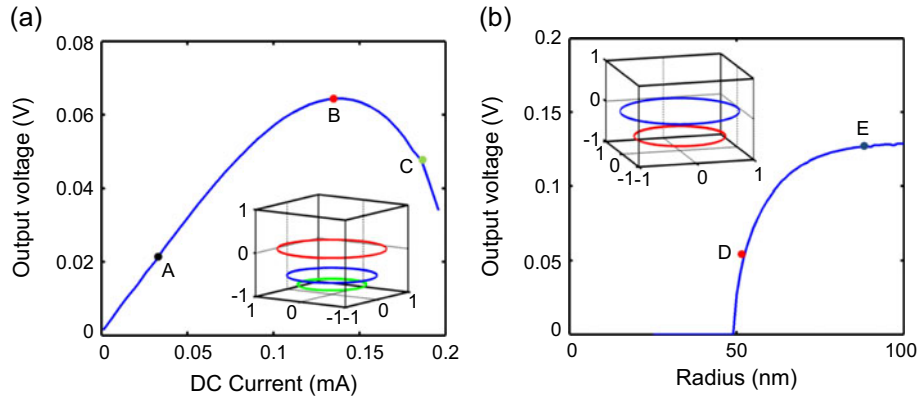 (a)
0.08
0.06
0.04
0.02
0
Output voltage (V)
A
B
C
1
0
-1
1
0
-1-1
0
1
0 0.05 0.1 0.15 0.2
DC Current (mA)
(b)
0.2
0.15
0.1
0.05
0
Output voltage (V)
1
0
-1
1
0
-1-1
0
1
D
E
0 50 100
Radius (nm)